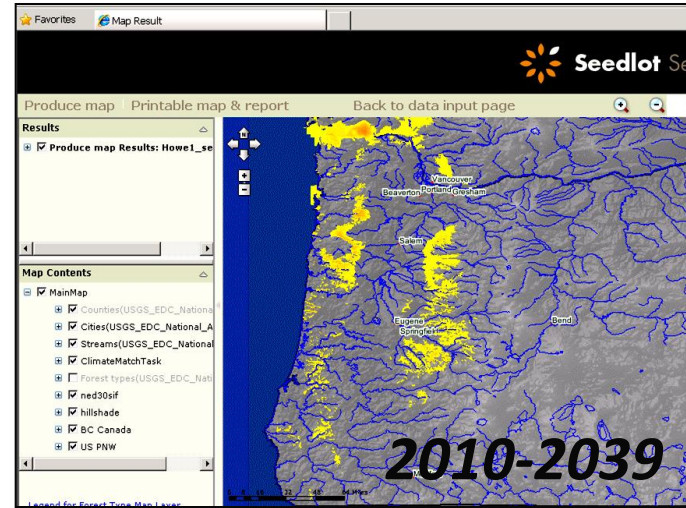 Favorites
Map Result
Seedlot Se
Produce map Printable map & report Back to data input page
Results
Produce map Results: Howe1_se
Map Contents
MainMap
Counties(USGS_EDC_Nationa
Cities(USGS_EDC_National_A
Streams(USGS_EDC_National
ClimateMatchTask
Forest types(USGS_EDC_Nati
ned30sif
hillshade
BC Canada
US PNW
Legend for Forest Type Map Layer
N
Vancouver
Beaverton Portland Gresham
Salem
Eugene
Springfield
Bend
2010-2039